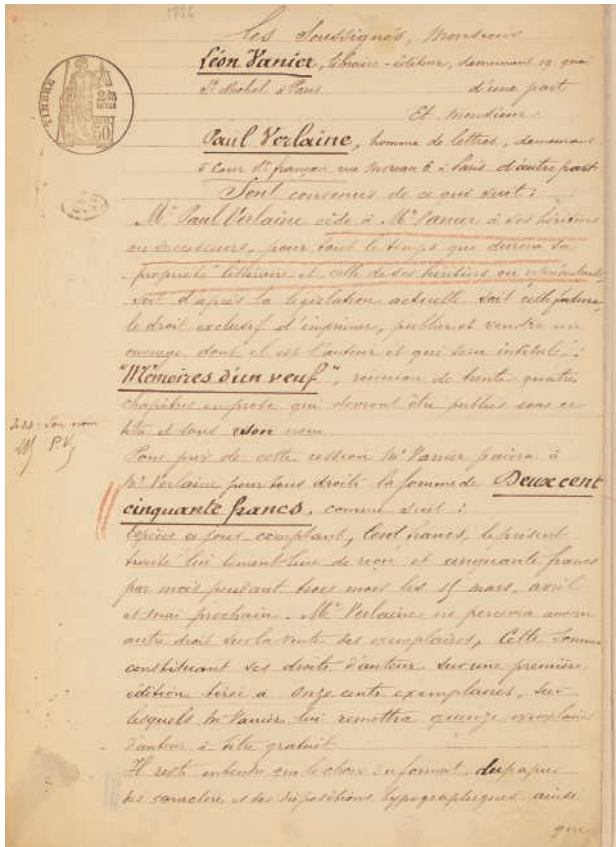 1886
Les Soussignés, Monsieur
Léon Vanier, libraire-éditeur, demeurant 19 quai
St Michel à Paris d'une part
Et Monsieur
Paul Verlaine, homme de lettres, demeurant
5 Cour St françois rue Moreau 6 à Paris d'autre part
Sont convenus de ce qui suit :
Mr Paul Verlaine cède à Mr Vanier à ses héritiers
ou successeurs, pour tout le temps que durera sa
propriété littéraire et celle de ses héritiers ou représentants
soit d'après la législation actuelle soit celle future,
le droit exclusif d'imprimer, publier et vendre un
ouvrage dont il est l'auteur et qui sera intitulé :
"Mémoires d'un veuf", réunion de trente quatre
chapitres en prose qui devront être publiés sous ce
titre et sous son nom.
son nom
P.V.
Pour prix de cette cession Mr Vanier paiera à
Mr Verlaine pour tous droits la somme de Deux cent
cinquante francs, comme suit :
Espèces ce jour comptant, Cent francs, le présent
traité lui tenant lieu de reçu et cinquante francs
par mois pendant trois mois les 15 mars, avril
et mai prochain. Mr Verlaine ne percevra aucun
autre droit sur la vente des exemplaires, Cette somme
constituant ses droits d'auteur sur une première
édition tirée à onze cents exemplaires, sur
lesquels Mr Vanier lui remettra quinze exemplaires
d'auteur à titre gratuit.
Il reste entendu que le choix du format, du papier
des caractères et des dispositions typographiques ainsi
que
TIMBRE
50